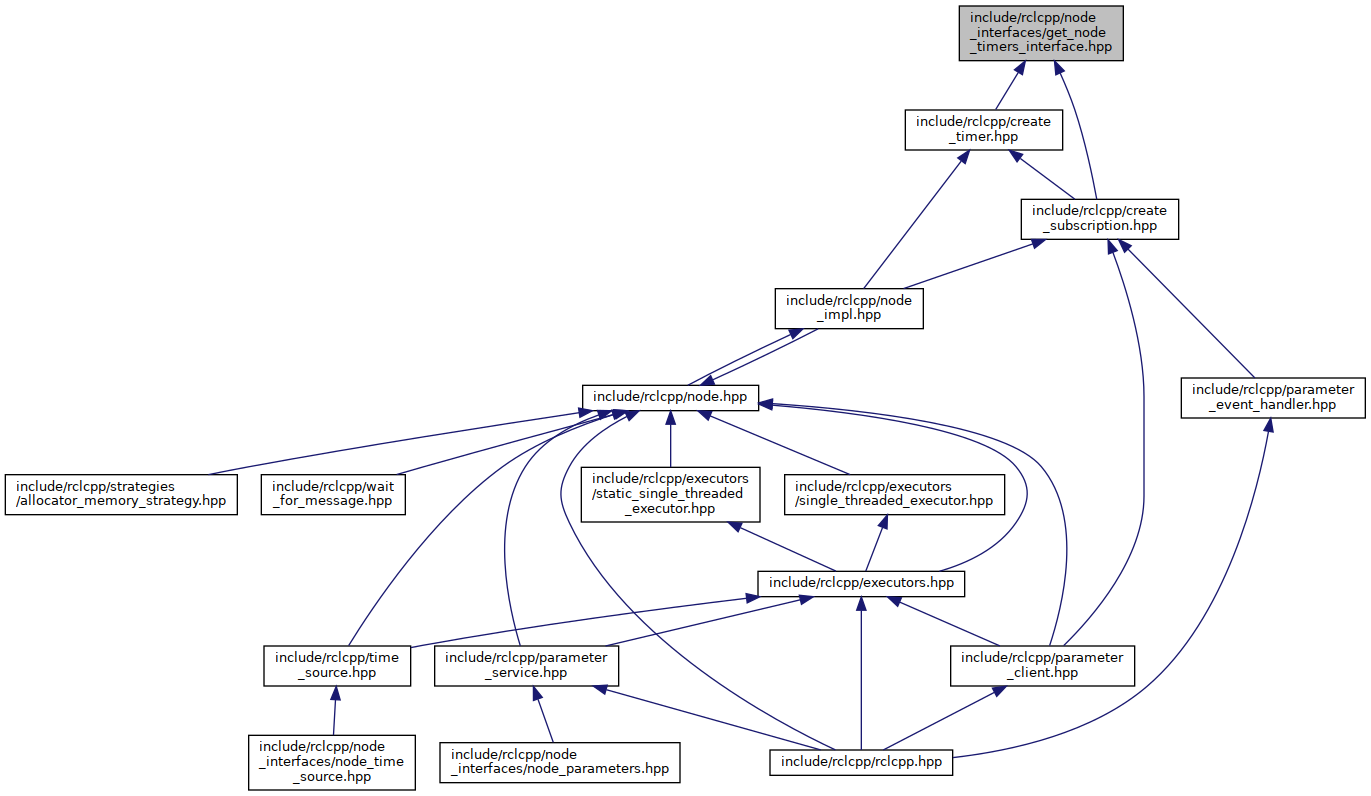 include/rclcpp/node
_interfaces/get_node
_timers_interface.hpp
include/rclcpp/create
_timer.hpp
include/rclcpp/create
_subscription.hpp
include/rclcpp/node
_impl.hpp
include/rclcpp/node.hpp
include/rclcpp/parameter
_event_handler.hpp
include/rclcpp/strategies
/allocator_memory_strategy.hpp
include/rclcpp/wait
_for_message.hpp
include/rclcpp/executors
/static_single_threaded
_executor.hpp
include/rclcpp/executors
/single_threaded_executor.hpp
include/rclcpp/executors.hpp
include/rclcpp/time
_source.hpp
include/rclcpp/parameter
_service.hpp
include/rclcpp/parameter
_client.hpp
include/rclcpp/node
_interfaces/node_time
_source.hpp
include/rclcpp/node
_interfaces/node_parameters.hpp
include/rclcpp/rclcpp.hpp